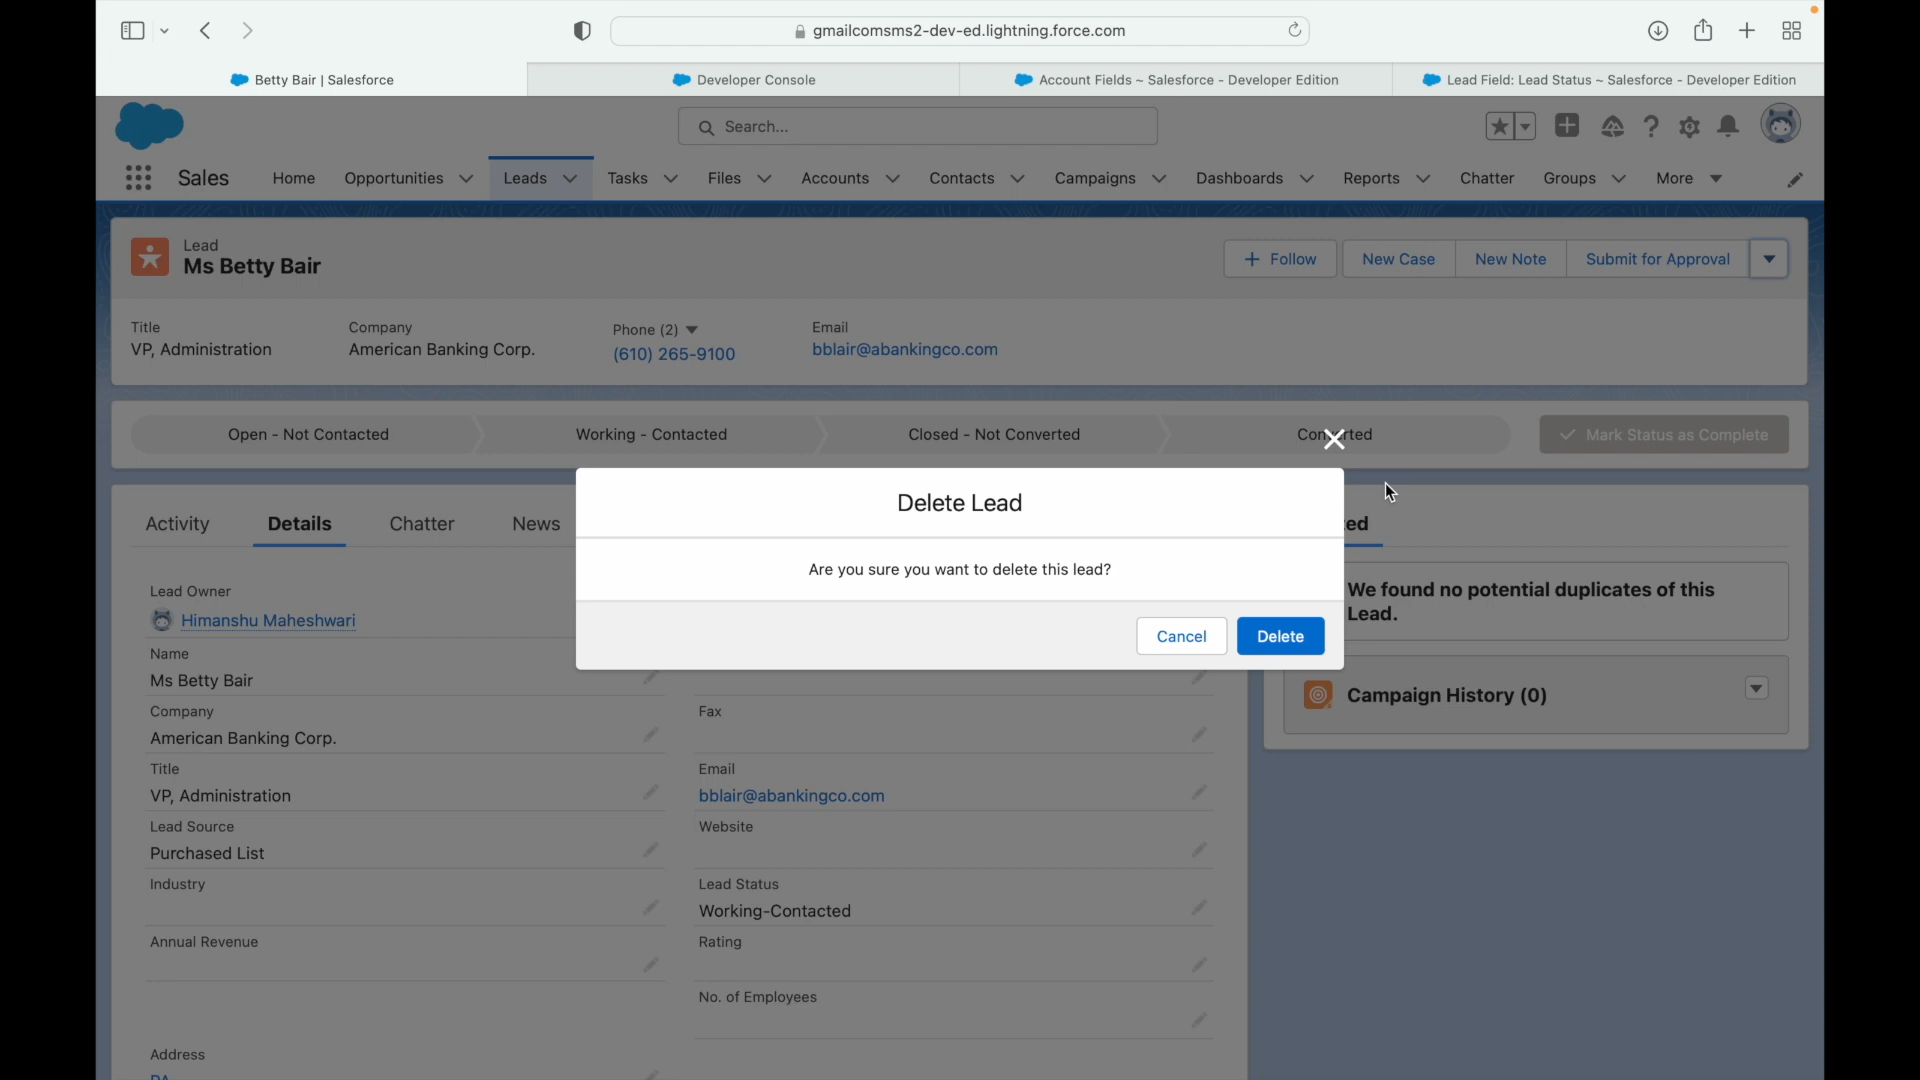 gmailcomsms2-dev-ed.lightning.force.com
Betty Bair | Salesforce
Developer Console
Account Fields ~ Salesforce - Developer Edition
Lead Field: Lead Status ~ Salesforce - Developer Edition
Search...
Sales
Home
Opportunities
Leads
Tasks
Files
Accounts
Contacts
Campaigns
Dashboards
Reports
Chatter
Groups
More
Lead
Ms Betty Bair
Follow
New Case
New Note
Submit for Approval
Title
VP, Administration
Company
American Banking Corp.
Phone (2)
(610) 265-9100
Email
bblair@abankingco.com
Open - Not Contacted
Working - Contacted
Closed - Not Converted
Mark Status as Complete
Delete Lead
Are you sure you want to delete this lead?
Cancel
Delete
Activity
Details
Chatter
News
We found no potential duplicates of this
Lead.
Campaign History (0)
Lead Owner
Himanshu Maheshwari
Name
Ms Betty Bair
Company
American Banking Corp.
Title
VP, Administration
Lead Source
Purchased List
Industry
Annual Revenue
Address
Fax
Email
bblair@abankingco.com
Website
Lead Status
Working-Contacted
Rating
No. of Employees